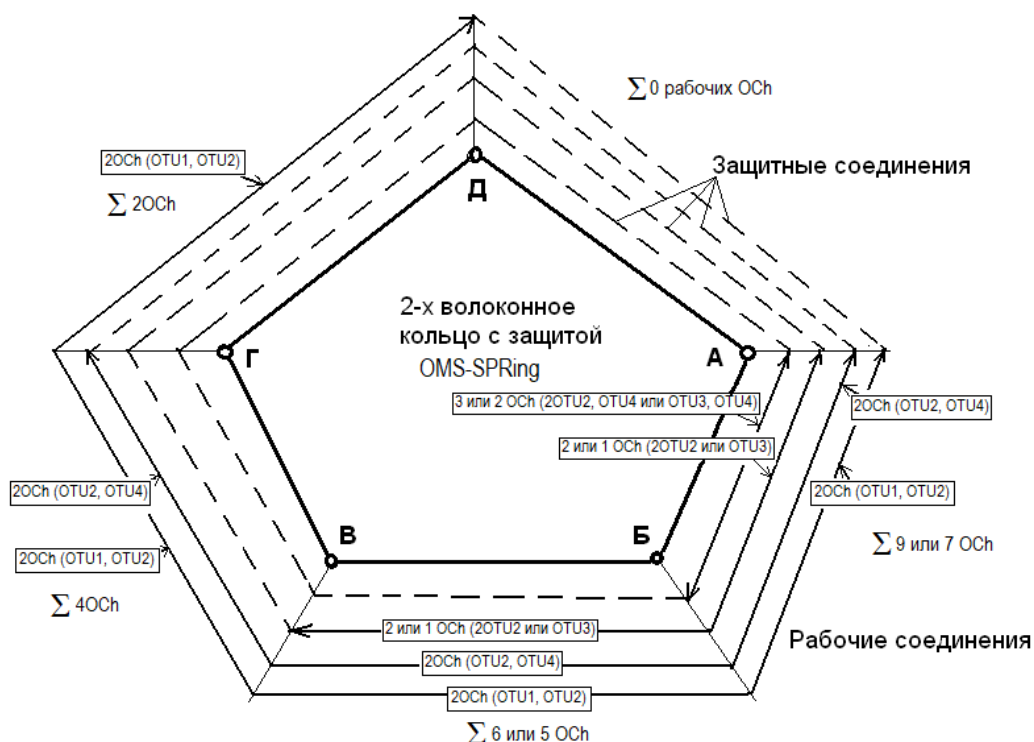 ∑ 0 рабочих OCh
2OCh (OTU1, OTU2)
Защитные соединения
∑ 2OCh
Д
2-х волоконное
кольцо с защитой
OMS-SPRing
Г
А
3 или 2 OCh (2OTU2, OTU4 или OTU3, OTU4)
2OCh (OTU2, OTU4)
2 или 1 OCh (2OTU2 или OTU3)
2OCh (OTU2, OTU4)
2OCh (OTU1, OTU2)
В
Б
2OCh (OTU1, OTU2)
∑ 9 или 7 OCh
∑ 4OCh
2 или 1 OCh (2OTU2 или OTU3)
Рабочие соединения
2OCh (OTU2, OTU4)
2OCh (OTU1, OTU2)
∑ 6 или 5 OCh